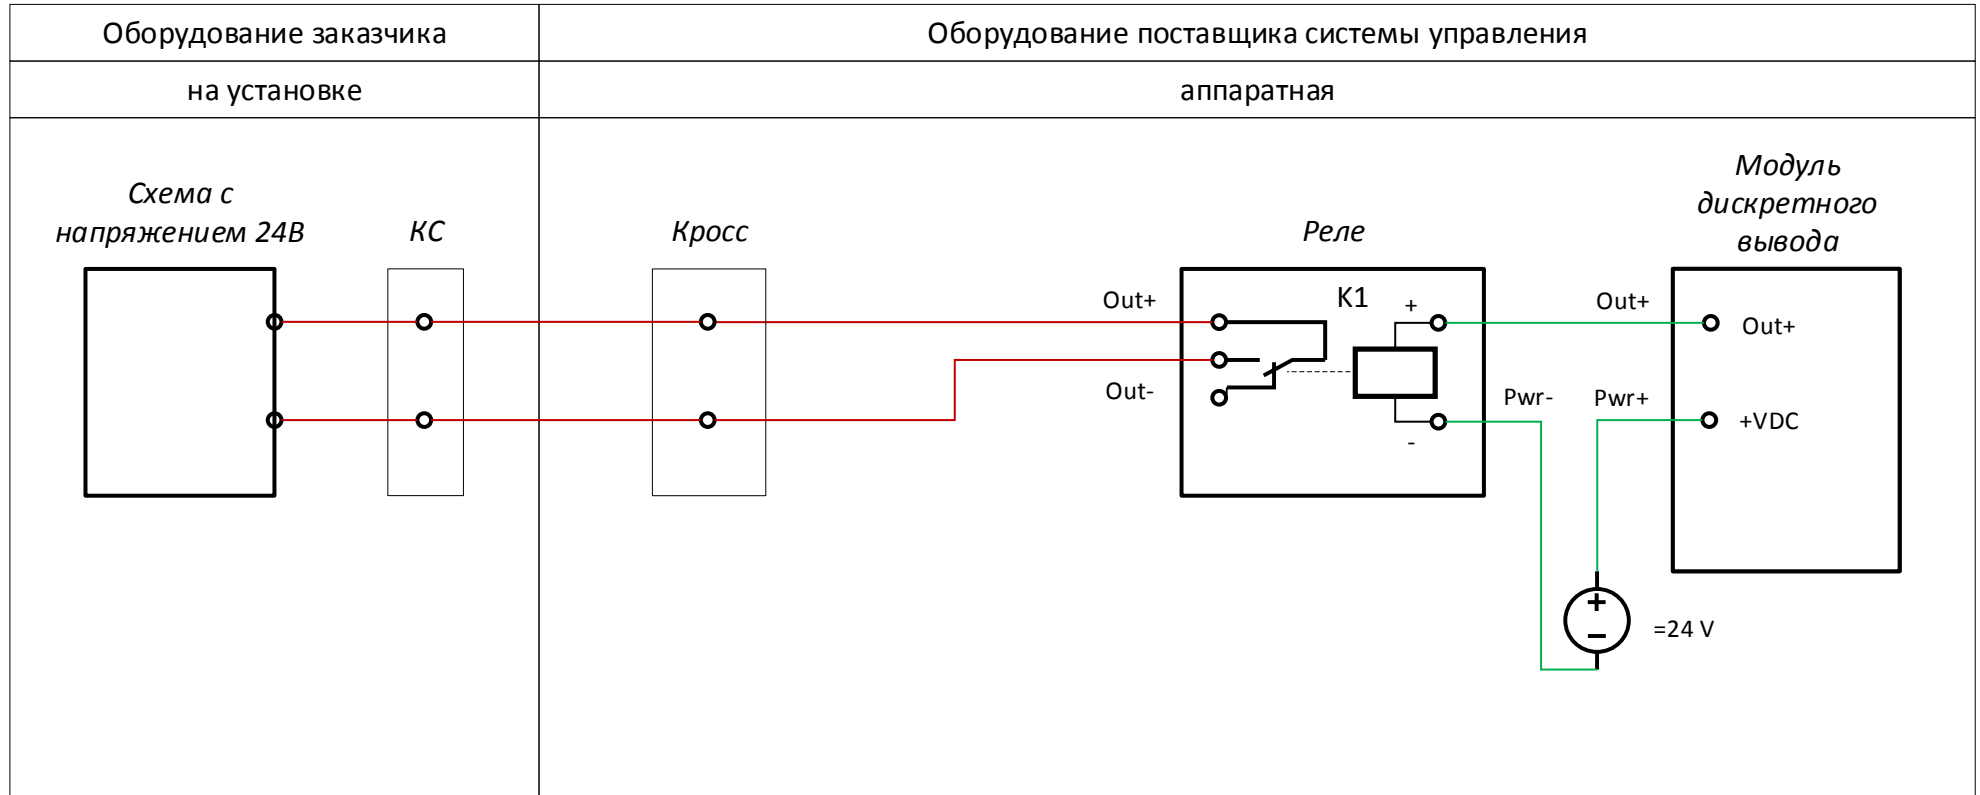 Оборудование заказчика
Оборудование поставщика системы управления
на установке
аппаратная
Схема с
напряжением 24В
КС
Кросс
Реле
Модуль
дискретного
вывода
Out+
K1
+
Out+
Out+
Out-
Pwr-
Pwr+
+VDC
-
+
−
=24 V